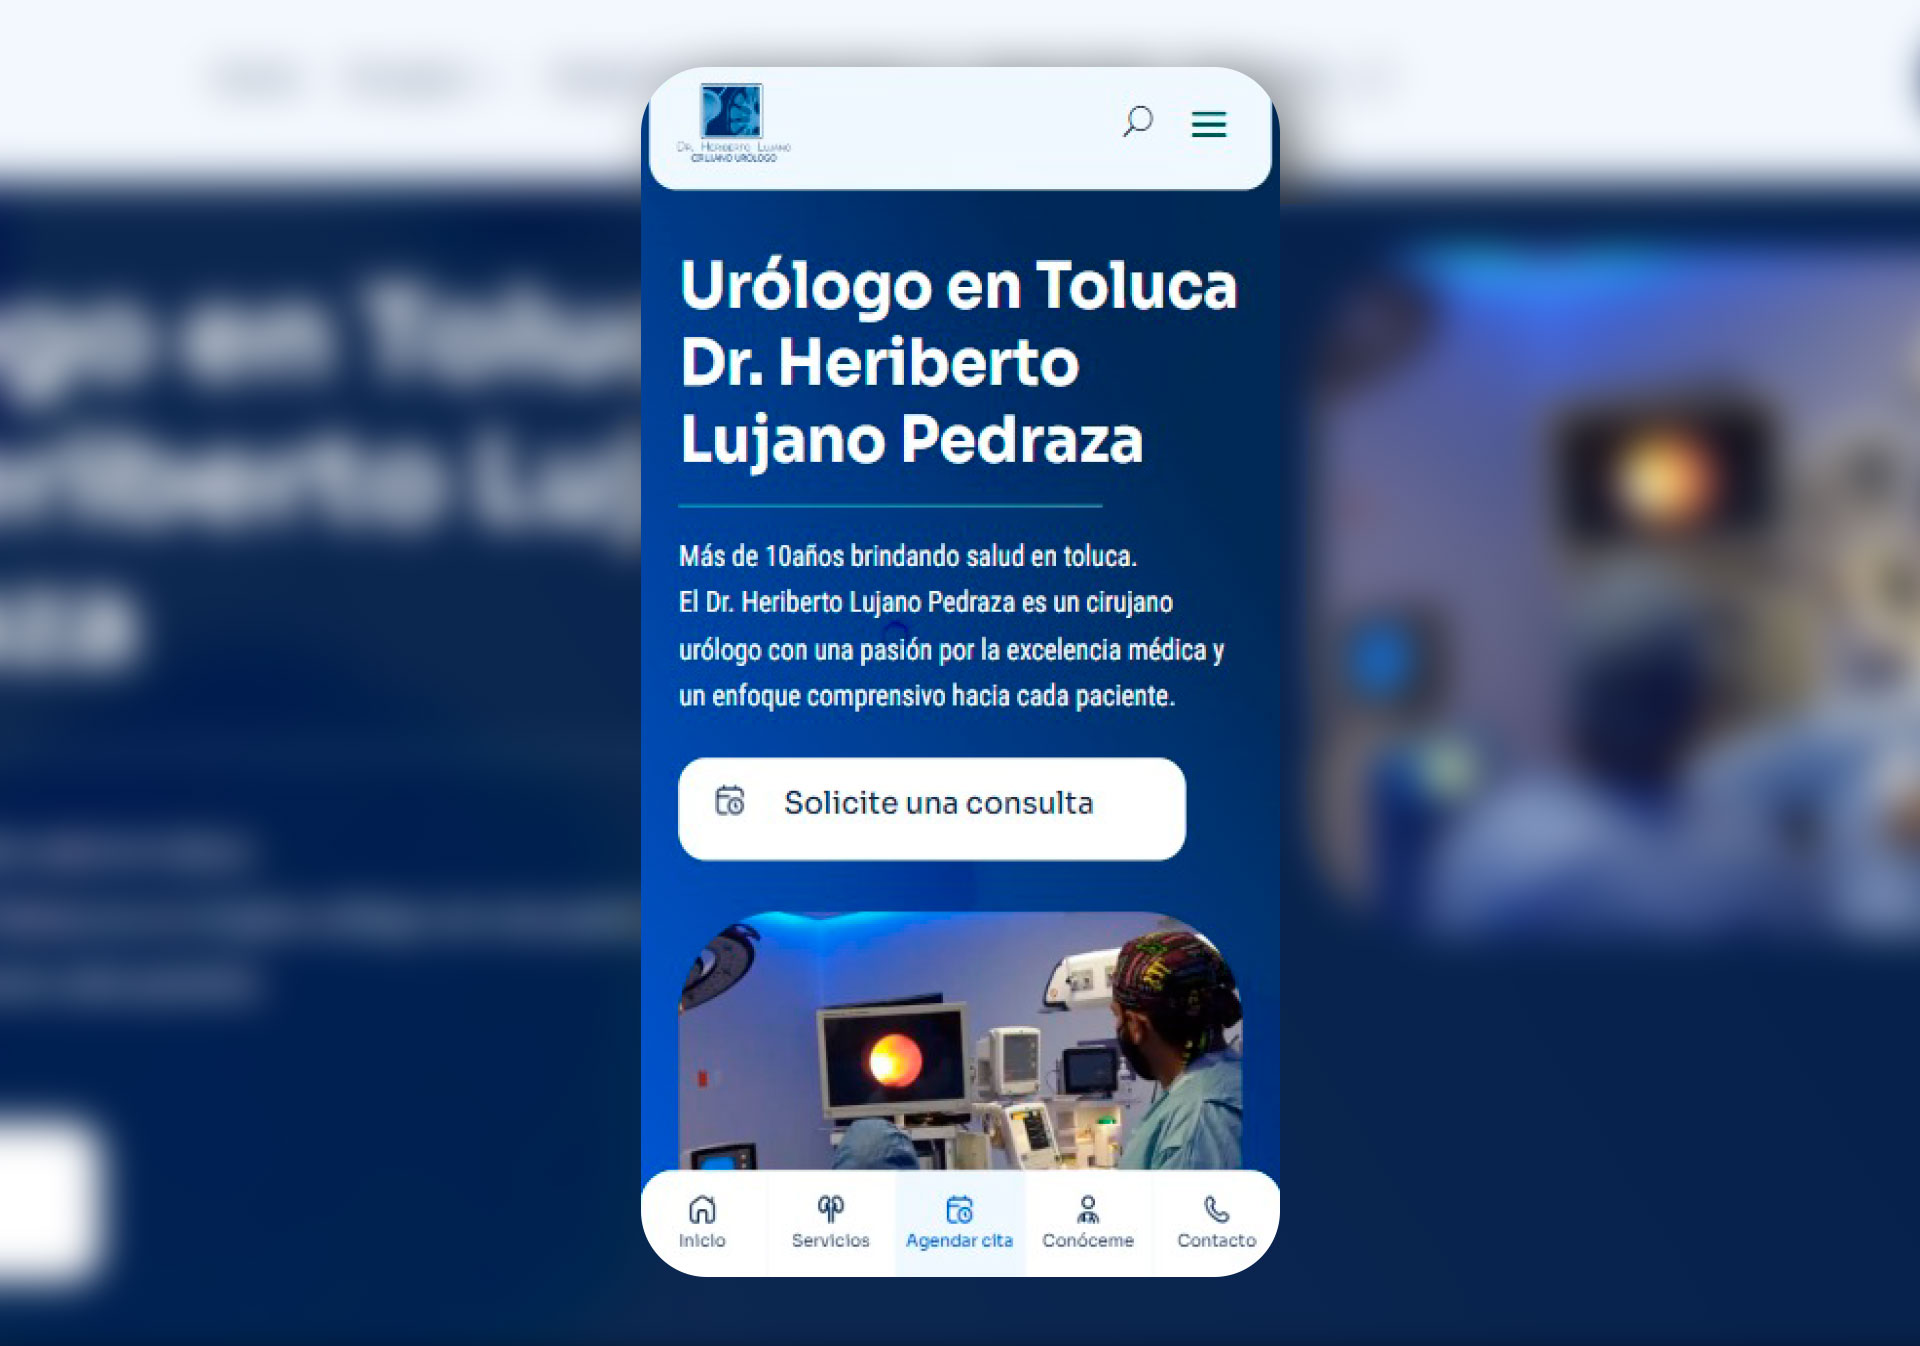 DR. HERIBERTO LUJANO
CIRUJANO UROLOGO
Urólogo en Toluca
Dr. Heriberto
Lujano Pedraza
Más de 10años brindando salud en toluca.
El Dr. Heriberto Lujano Pedraza es un cirujano
urólogo con una pasión por la excelencia médica y
un enfoque comprensivo hacia cada paciente.
Solicite una consulta
Inicio
Servicios
Agendar cita
Conóceme
Contacto